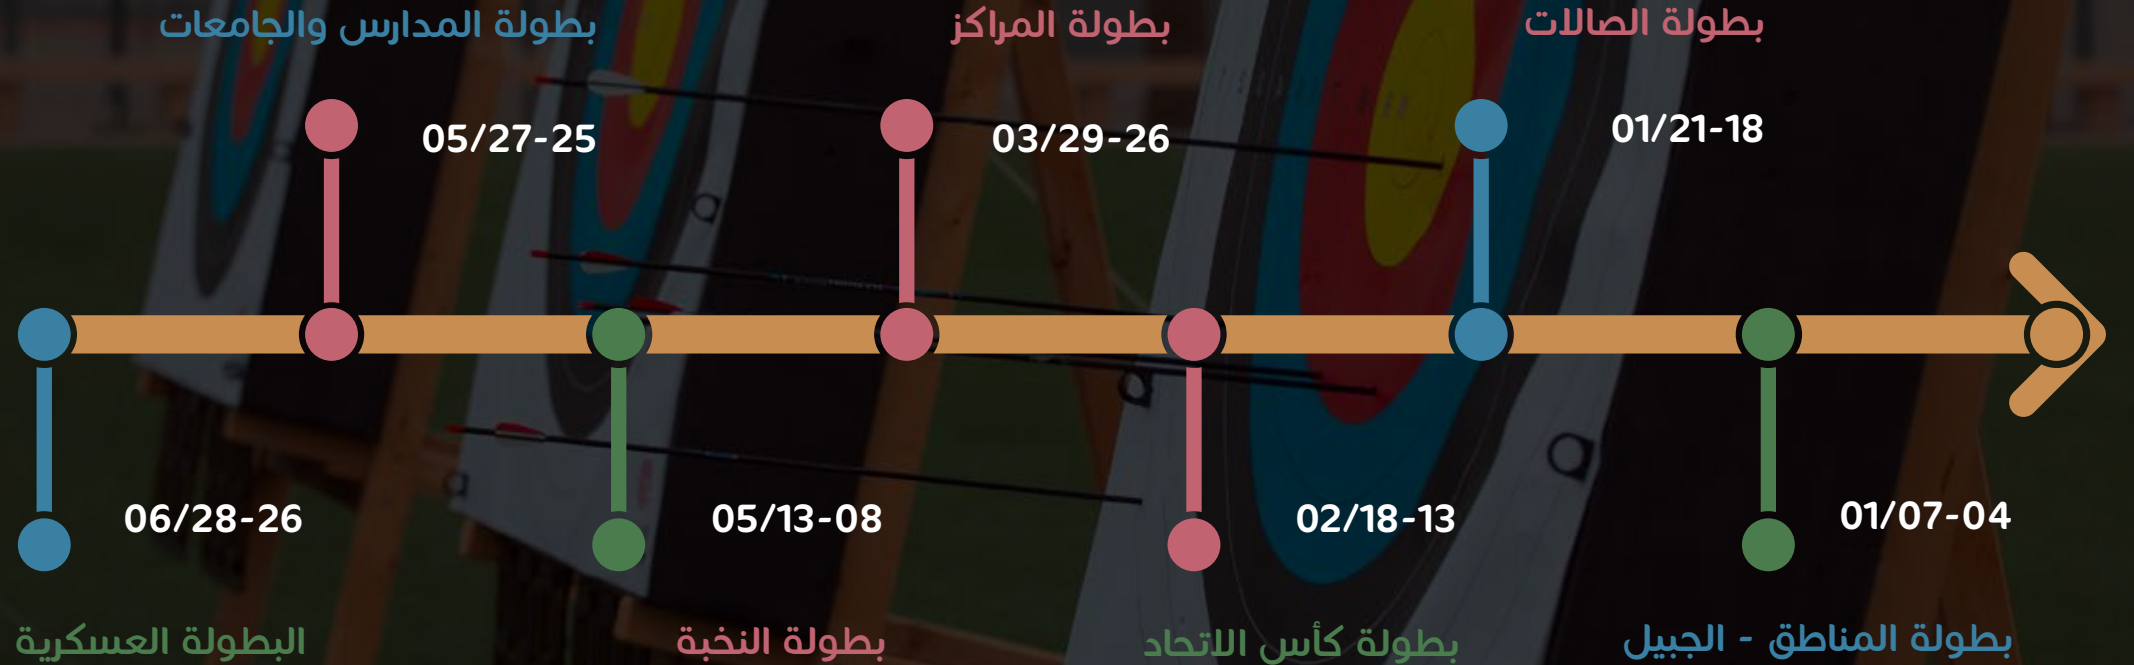 بطولة الصالات
01/21-18
بطولة المراكز
03/29-26
بطولة المدارس والجامعات
05/27-25
01/07-04
بطولة المناطق - الجبيل
02/18-13
بطولة كأس الاتحاد
05/13-08
بطولة النخبة
06/28-26
البطولة العسكرية